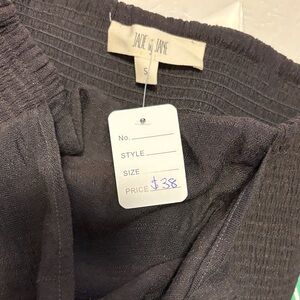 JADE & JANE
S
No.
STYLE
SIZE
PRICE $38